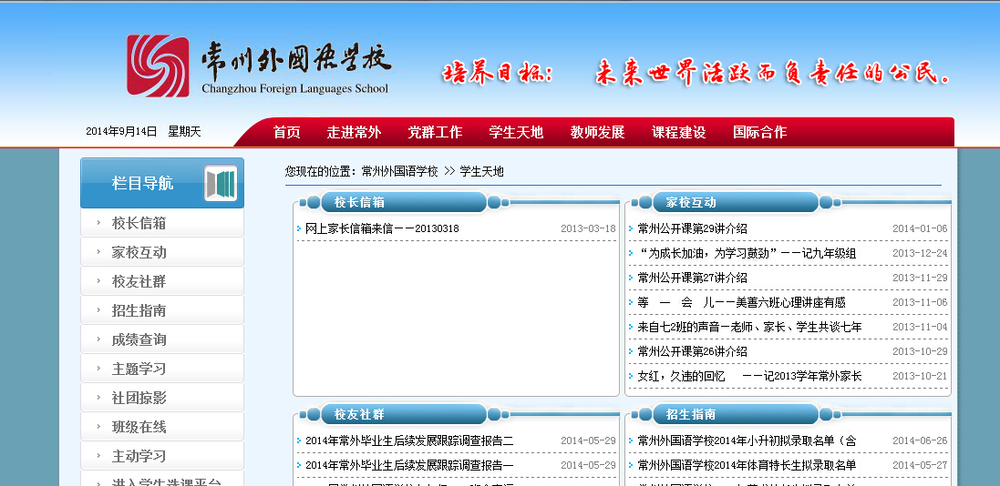 常州外国语学校
Changzhou Foreign Languages School
培养目标： 未来世界活跃而负责任的公民。
2014年9月14日 星期天
首页 走进常外 党群工作 学生天地 教师发展 课程建设 国际合作
栏目导航
校长信箱
家校互动
校友社群
招生指南
成绩查询
主题学习
社团掠影
班级在线
主动学习
进入学生选课平台
您现在的位置：常州外国语学校 >> 学生天地
校长信箱
网上家长信箱来信——20130318 2013-03-18
家校互动
常州公开课第29讲介绍 2014-01-06
“为成长加油，为学习鼓劲”——记九年级组 2013-12-24
常州公开课第27讲介绍 2013-11-29
等 一 会 儿——美善六班心理讲座有感 2013-11-06
来自七2班的声音—老师、家长、学生共谈七年 2013-11-04
常州公开课第26讲介绍 2013-10-29
女红，久违的回忆 ——记2013学年常外家长 2013-10-21
校友社群
2014年常外毕业生后续发展跟踪调查报告二 2014-05-29
2014年常外毕业生后续发展跟踪调查报告一 2014-05-29
招生指南
常州外国语学校2014年小升初拟录取名单（含 2014-06-26
常州外国语学校2014年体育特长生拟录取名单 2014-05-27